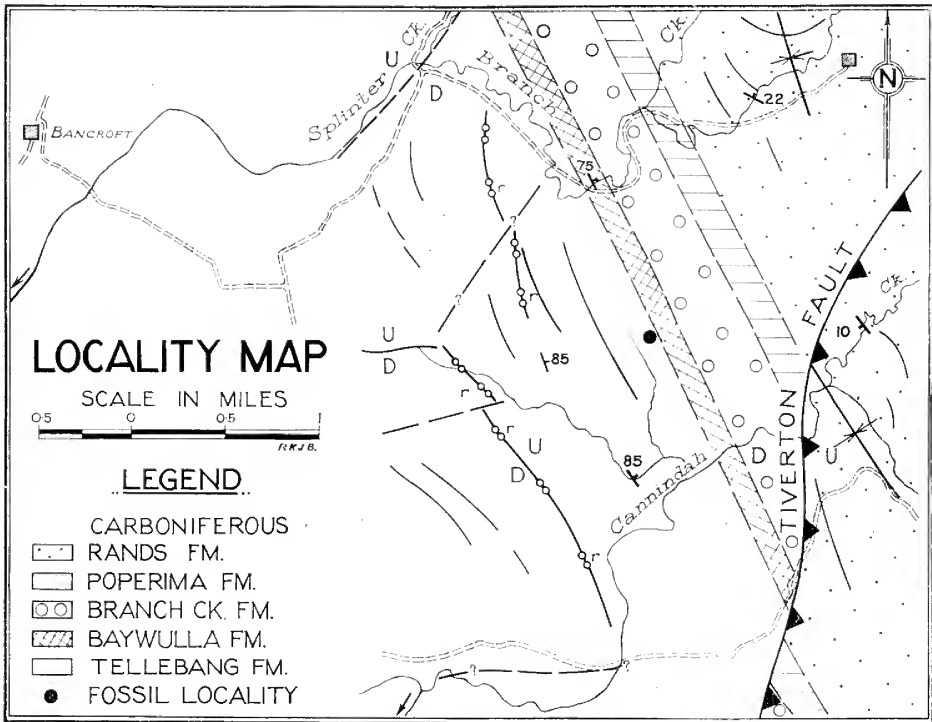 Splinter Ck.
U
D
Branch
Ck
22
N
BANCROFT
75
r
?
r
FAULT
Ck
10
U
D
85
?
LOCALITY MAP
SCALE IN MILES
0·5 0 0·5 1
R.K.J.B.
r
r
U
D
85
Cannindah
D
U
TIVERTON
r
LEGEND
CARBONIFEROUS
RANDS FM.
POPERIMA FM.
BRANCH CK. FM.
BAYWULLA FM.
TELLEBANG FM.
FOSSIL LOCALITY
?
?